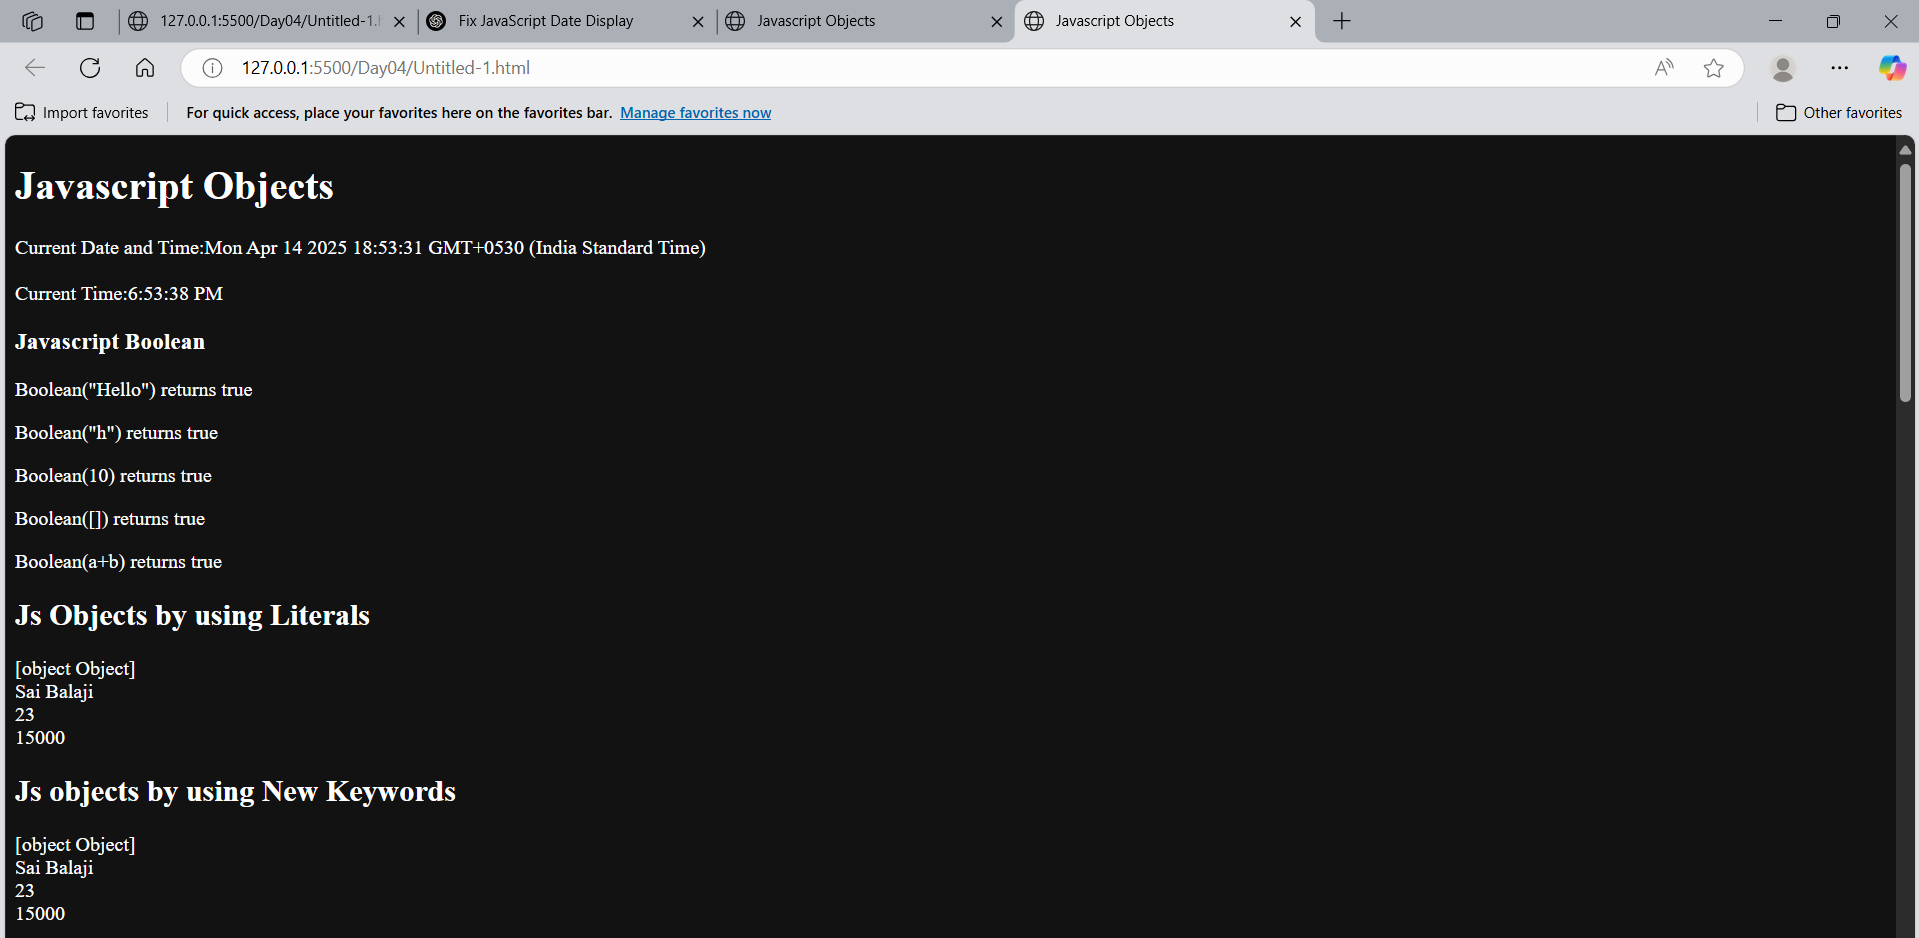 127.0.0.1:5500/Day04/Untitled-1.
Fix JavaScript Date Display
Javascript Objects
Javascript Objects
127.0.0.1:5500/Day04/Untitled-1.html
Import favorites
For quick access, place your favorites here on the favorites bar. Manage favorites now
Other favorites
Javascript Objects
Current Date and Time:Mon Apr 14 2025 18:53:31 GMT+0530 (India Standard Time)
Current Time:6:53:38 PM
Javascript Boolean
Boolean("Hello") returns true
Boolean("h") returns true
Boolean(10) returns true
Boolean([]) returns true
Boolean(a+b) returns true
Js Objects by using Literals
[object Object]
Sai Balaji
23
15000
Js objects by using New Keywords
[object Object]
Sai Balaji
23
15000